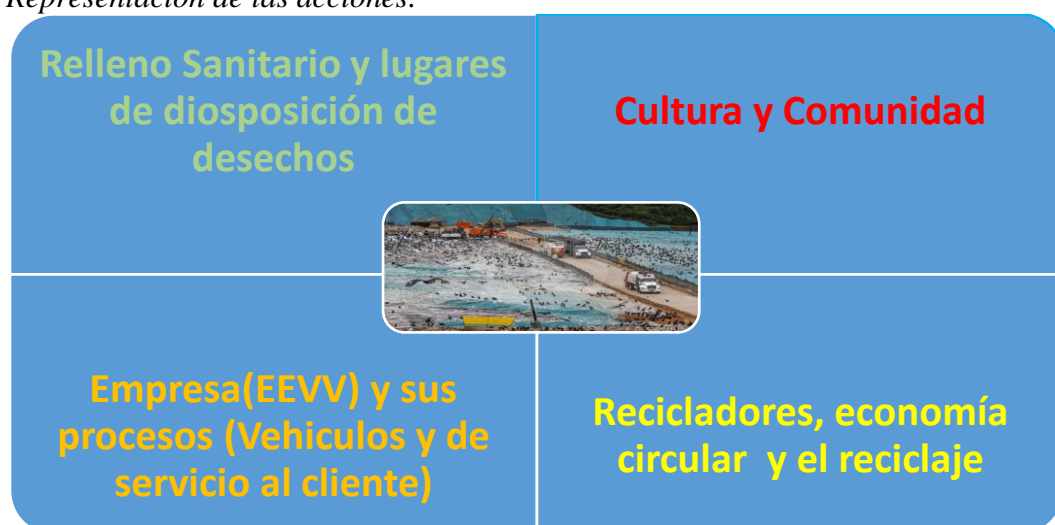 Representación de las acciones.
Relleno Sanitario y lugares
de diosposición de
desechos
Cultura y Comunidad
Empresa(EEVV) y sus
procesos (Vehiculos y de
servicio al cliente)
Recicladores, economía
circular y el reciclaje